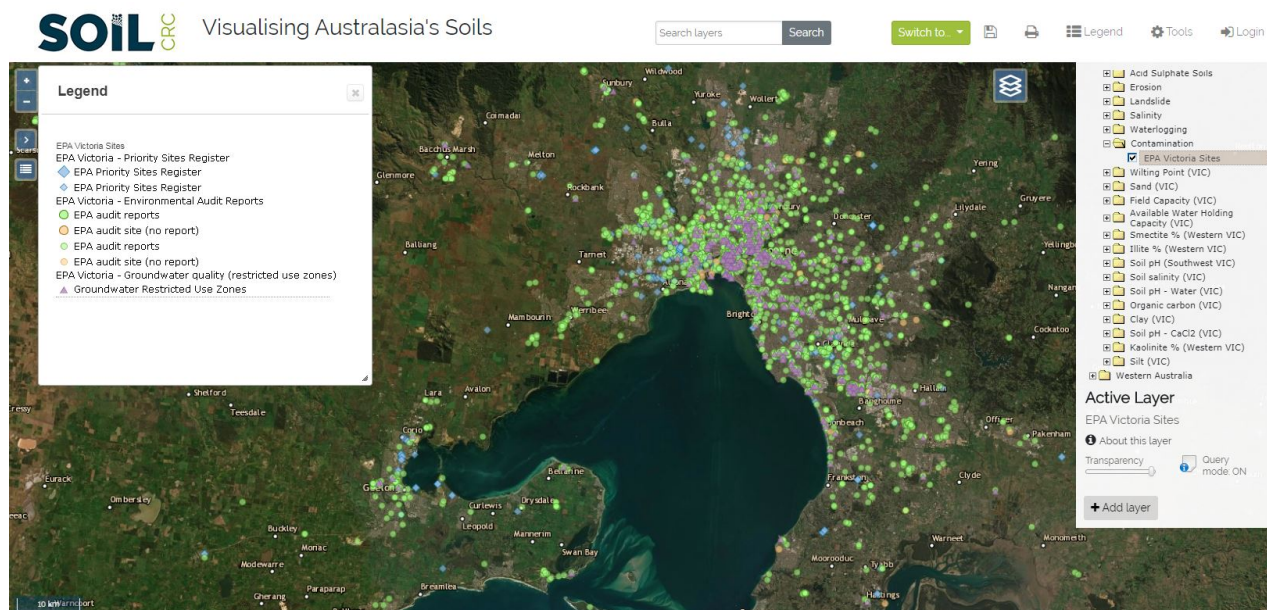 SOIL CRC
Visualising Australasia's Soils
Search layers
Search
Switch to...
Legend
Tools
Login
+
−
Legend
×
EPA Victoria Sites
EPA Victoria - Priority Sites Register
EPA Priority Sites Register
EPA Priority Sites Register
EPA Victoria - Environmental Audit Reports
EPA audit reports
EPA audit site (no report)
EPA audit reports
EPA audit site (no report)
EPA Victoria - Groundwater quality (restricted use zones)
Groundwater Restricted Use Zones
Wildwood
Sunbury
Yuroke
Wollert
Coimadai
Bulla
Bacchus Marsh
Melton
Yering
Glenmore
Rockbank
Gruyere
Lilydale
Doncaster
Balliang
Tarneit
Mambourin
Werribee
Brighto
Mulgrave
Cockatoo
Hallam
Shelford
Teesdale
Lara
Avalon
Bangholme
Officer
Pakenham
Corio
Bellarine
Frankston
Clyde
Eurack
Ombersley
Curlewis
Drysdale
Leopold
Buckley
Mannerim
Moriac
Swan Bay
Warneet
Monomeith
Modewarre
Moorooduc
Tyabb
Paraparap
Breamlea
Hastings
Gherang
10 km
Acid Sulphate Soils
Erosion
Landslide
Salinity
Waterlogging
Contamination
EPA Victoria Sites
Wilting Point (VIC)
Sand (VIC)
Field Capacity (VIC)
Available Water Holding
Capacity (VIC)
Smectite % (Western VIC)
Illite % (Western VIC)
Soil pH (Southwest VIC)
Soil salinity (VIC)
Soil pH - Water (VIC)
Organic carbon (VIC)
Clay (VIC)
Soil pH - CaCl2 (VIC)
Kaolinite % (Western VIC)
Silt (VIC)
Western Australia
Active Layer
EPA Victoria Sites
About this layer
Transparency
Query
mode: ON
+ Add layer